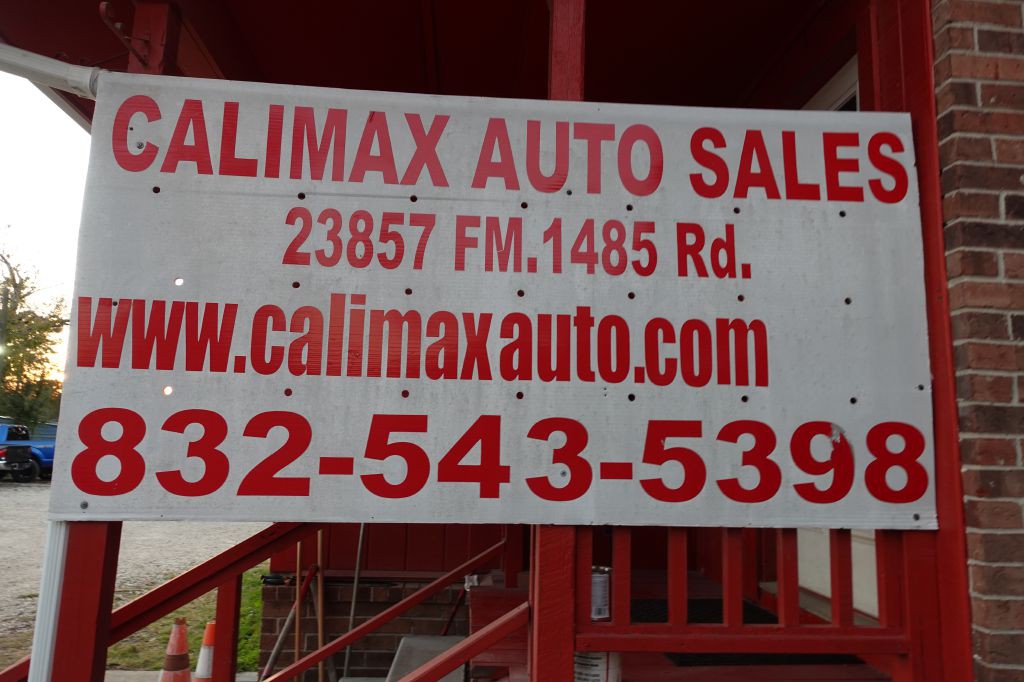 CALIMAX AUTO SALES
23857 FM.1485 Rd.
www.calimaxauto.com
832-543-5398